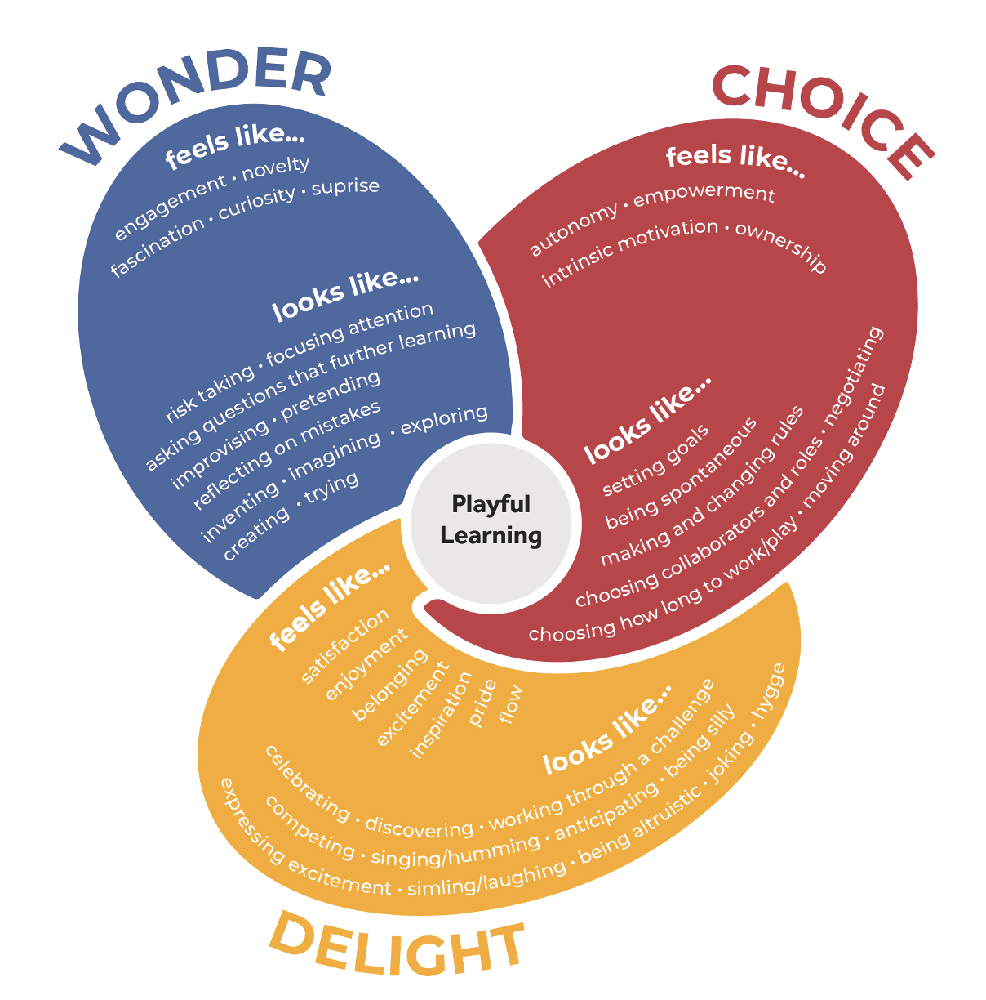 WONDER
feels like...
engagement • novelty
fascination • curiosity • suprise
looks like...
risk taking • focusing attention
asking questions that further learning
improvising • pretending
reflecting on mistakes
inventing • imagining • exploring
creating • trying
CHOICE
feels like...
autonomy • empowerment
intrinsic motivation • ownership
looks like...
setting goals
being spontaneous
making and changing rules
choosing collaborators and roles • negotiating
choosing how long to work/play • moving around
Playful
Learning
feels like...
satisfaction
enjoyment
belonging
excitement
inspiration
pride
flow
looks like...
celebrating • discovering • working through a challenge
competing • singing/humming • anticipating • being silly
expressing excitement • simling/laughing • being altruistic • joking • hygge
DELIGHT